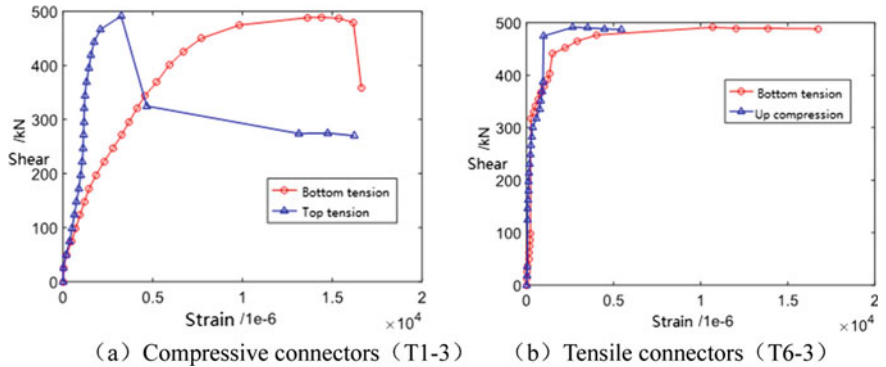 500
400
300
200
100
0
/kN
Shear
Bottom tension
Top tension
0 0.5 1 1.5 2
Strain /1e-6
×10⁴
(a) Compressive connectors (T1-3)
500
400
300
200
100
0
/kN
Shear
Bottom tension
Up compression
0 0.5 1 1.5 2
Strain /1e-6
×10⁴
(b) Tensile connectors (T6-3)